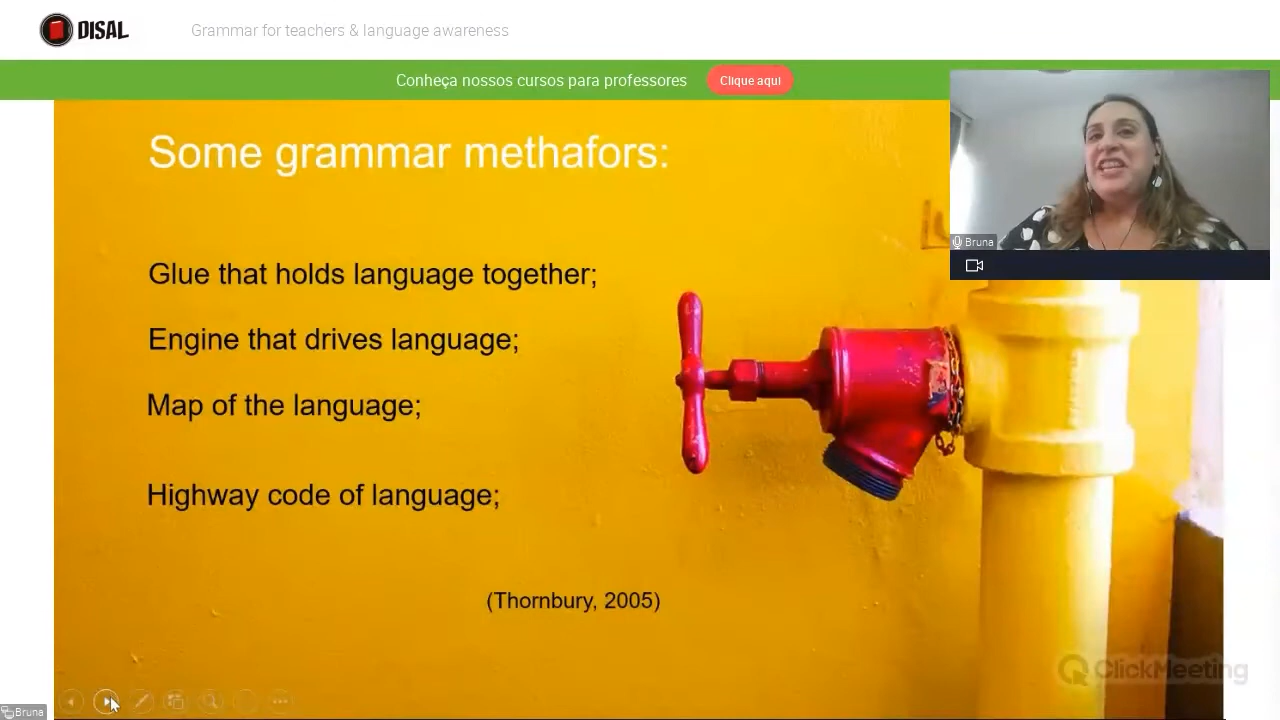 DISAL
Grammar for teachers & language awareness
Conheça nossos cursos para professores
Clique aqui
Some grammar methafors:
Bruna
Glue that holds language together;
Engine that drives language;
Map of the language;
Highway code of language;
(Thornbury, 2005)
ClickMeeting
Bruna